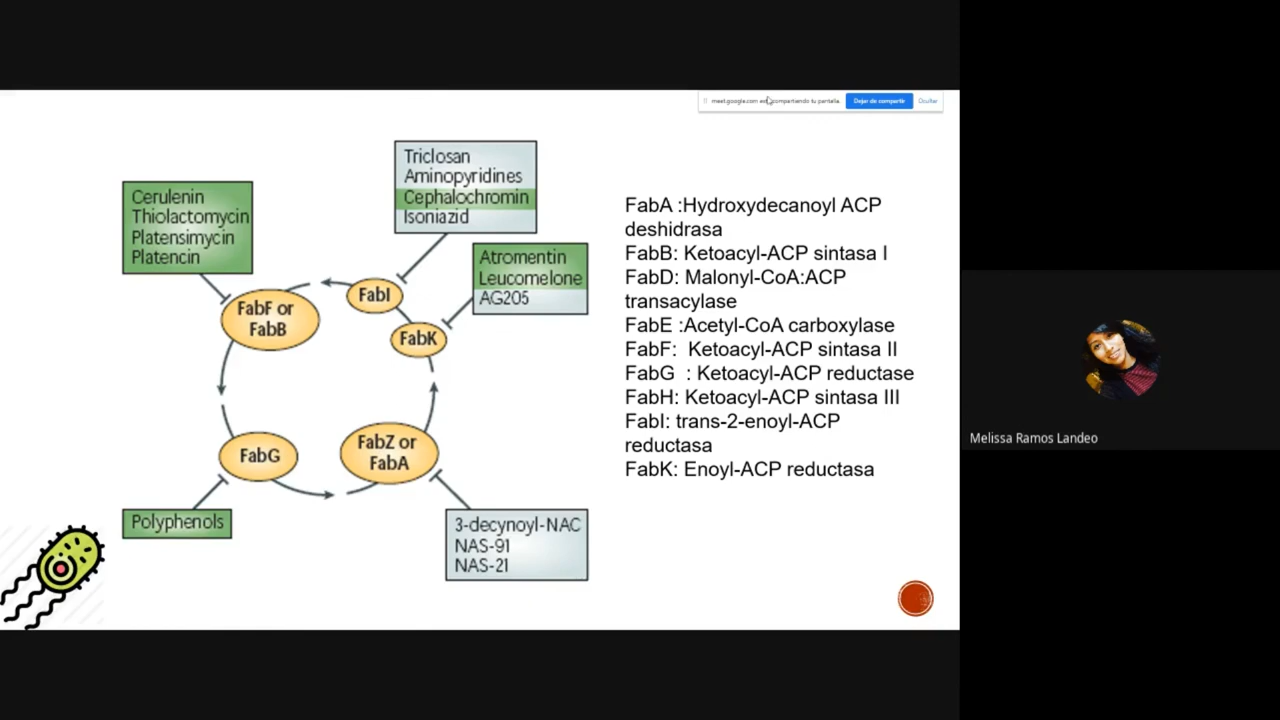 meet.google.com está compartiendo tu pantalla.
Dejar de compartir
Ocultar
Triclosan
Aminopyridines
Cephalochromin
Isoniazid
Cerulenin
Thiolactomycin
Platensimycin
Platencin
Atromentin
Leucomelone
AG205
FabI
FabF or
FabB
FabK
FabG
FabZ or
FabA
Polyphenols
3-decynoyl-NAC
NAS-91
NAS-21
FabA :Hydroxydecanoyl ACP
deshidrasa
FabB: Ketoacyl-ACP sintasa I
FabD: Malonyl-CoA:ACP
transacylase
FabE :Acetyl-CoA carboxylase
FabF: Ketoacyl-ACP sintasa II
FabG : Ketoacyl-ACP reductase
FabH: Ketoacyl-ACP sintasa III
FabI: trans-2-enoyl-ACP
reductasa
FabK: Enoyl-ACP reductasa
Melissa Ramos Landeo